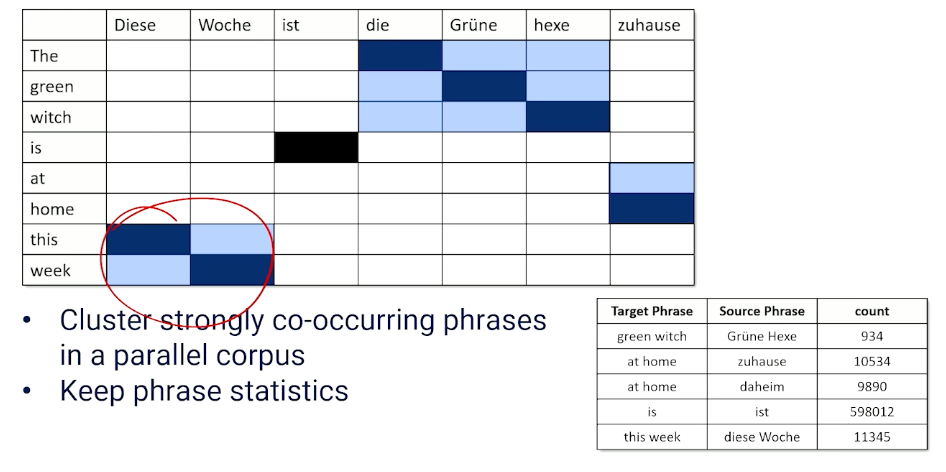 Diese Woche ist die Grüne hexe zuhause
The
green
witch
is
at
home
this
week
• Cluster strongly co-occurring phrases
in a parallel corpus
• Keep phrase statistics
Target Phrase Source Phrase count
green witch Grüne Hexe 934
at home zuhause 10534
at home daheim 9890
is ist 598012
this week diese Woche 11345